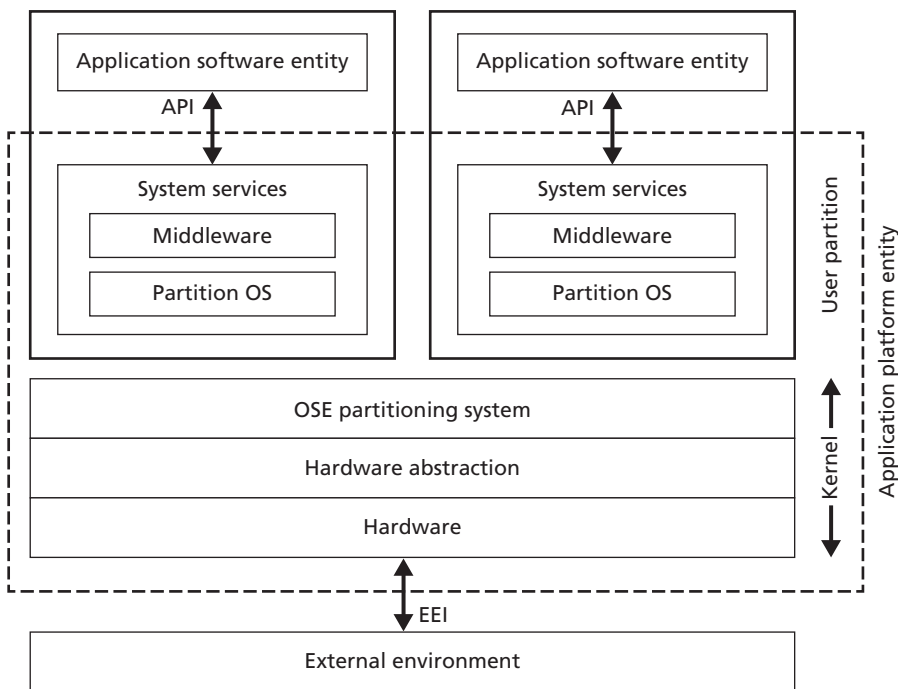 Application software entity
Application software entity
API
API
System services
System services
Middleware
Middleware
Partition OS
Partition OS
User partition
Application platform entity
OSE partitioning system
Hardware abstraction
Kernel
Hardware
EEI
External environment